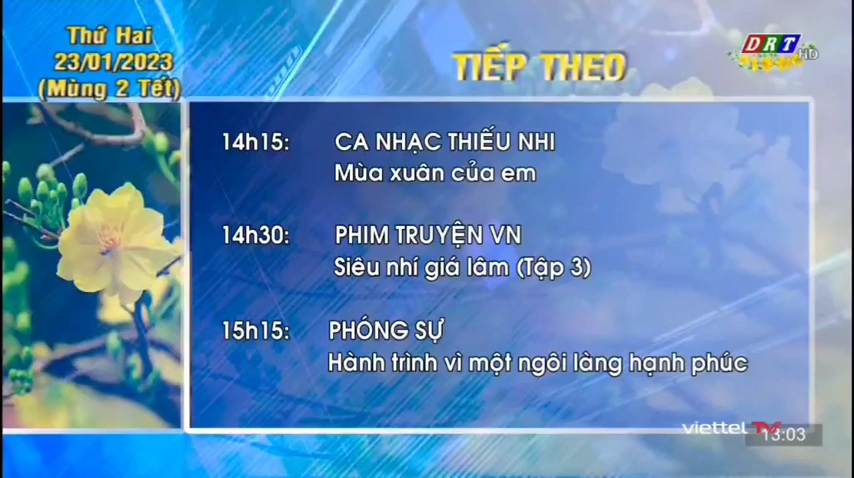 Thứ Hai
23/01/2023
(Mùng 2 Tết)
TIẾP THEO
DRT HD
14h15: CA NHẠC THIẾU NHI
Mùa xuân của em
14h30: PHIM TRUYỆN VN
Siêu nhí giá lâm (Tập 3)
15h15: PHÓNG SỰ
Hành trình vì một ngôi làng hạnh phúc
viettel TV
13:03